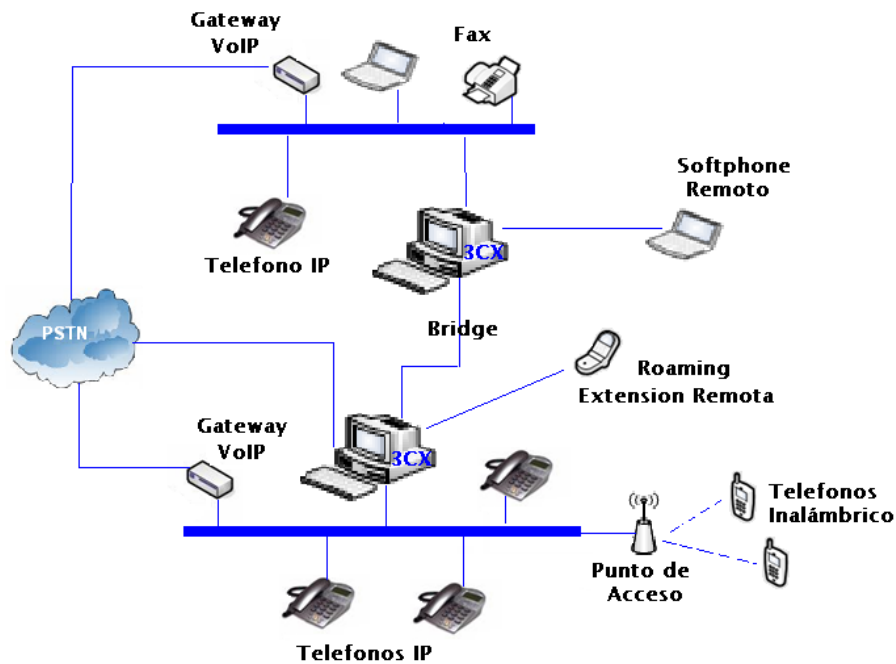 Gateway
VoIP
Fax
Softphone
Remoto
3CX
Telefono IP
PSTN
Bridge
Roaming
Extension Remota
Gateway
VoIP
3CX
Telefonos
Inalámbrico
Punto de
Acceso
Telefonos IP